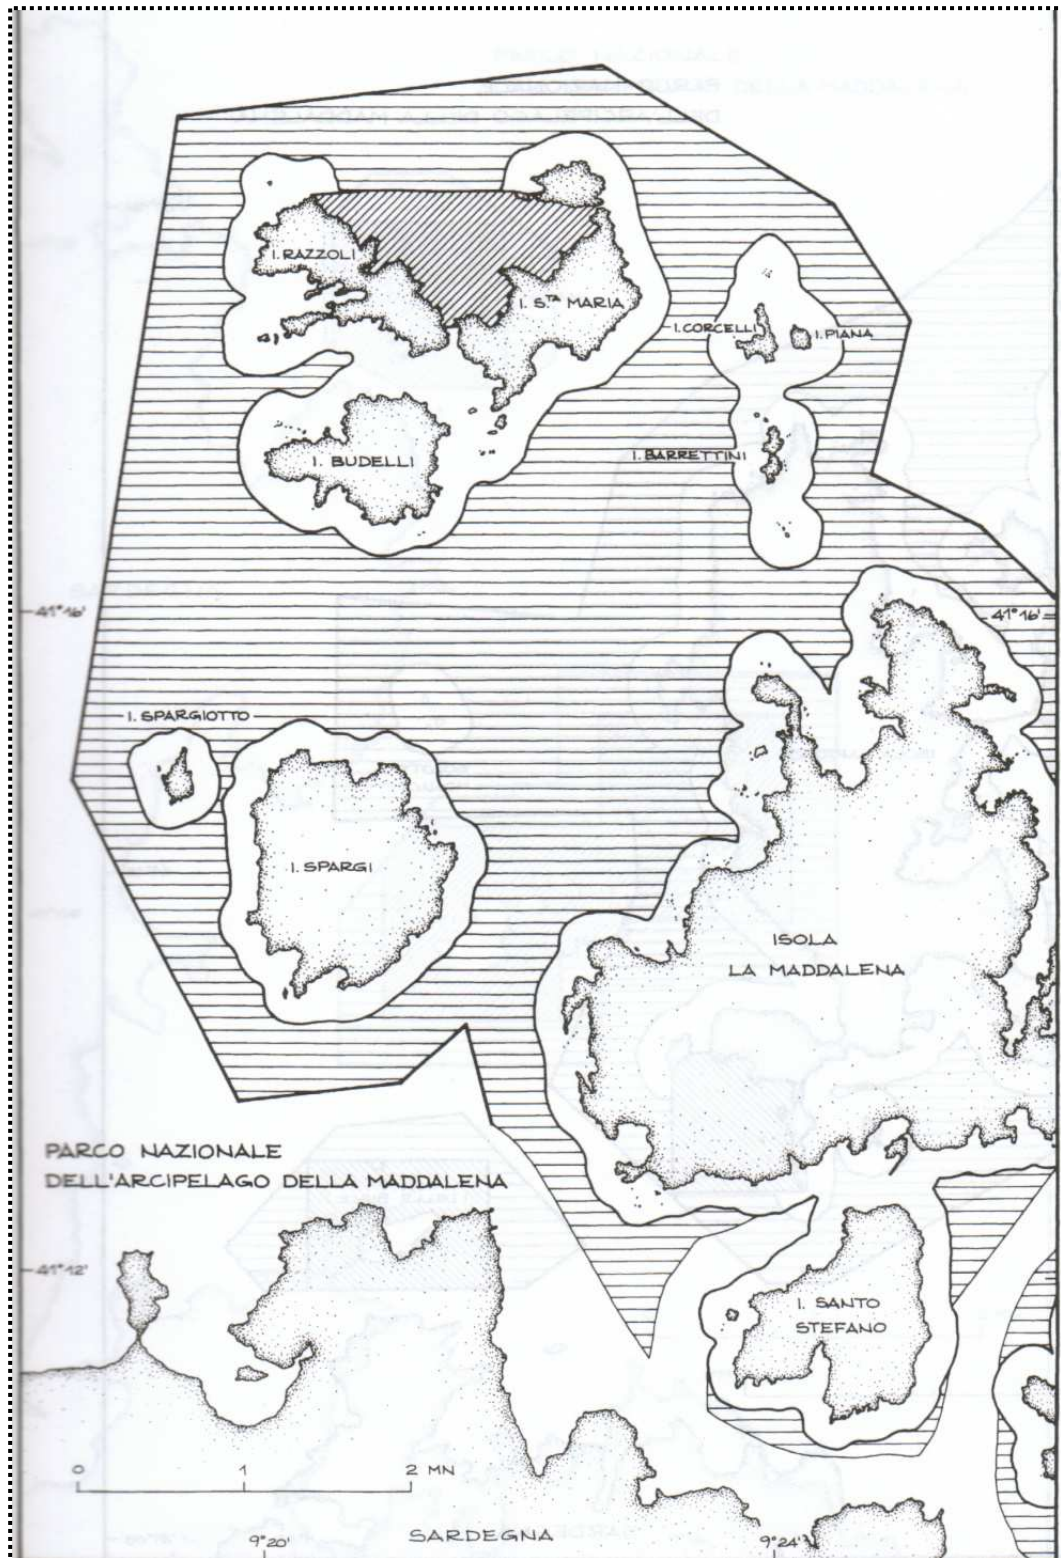 I. RAZZOLI
I. STA MARIA
I. CORCELLI
I. PIANA
I. BUDELLI
I. BARRETTINI
41°16'
41°16'
I. SPARGIOTTO
I. SPARGI
ISOLA
LA MADDALENA
PARCO NAZIONALE
DELL'ARCIPELAGO DELLA MADDALENA
41°12'
I. SANTO
STEFANO
0 1 2 MN
SARDEGNA
9°20' 9°24'